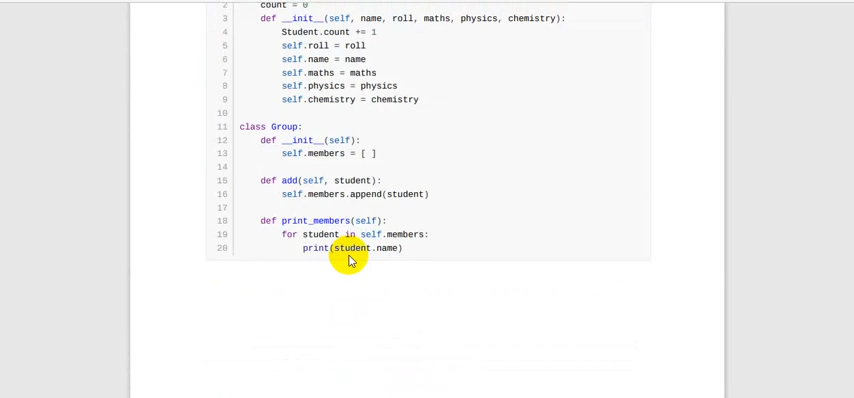 2 count = 0
3 def __init__(self, name, roll, maths, physics, chemistry):
4 Student.count += 1
5 self.roll = roll
6 self.name = name
7 self.maths = maths
8 self.physics = physics
9 self.chemistry = chemistry
10
11 class Group:
12 def __init__(self):
13 self.members = [ ]
14
15 def add(self, student):
16 self.members.append(student)
17
18 def print_members(self):
19 for student in self.members:
20 print(student.name)